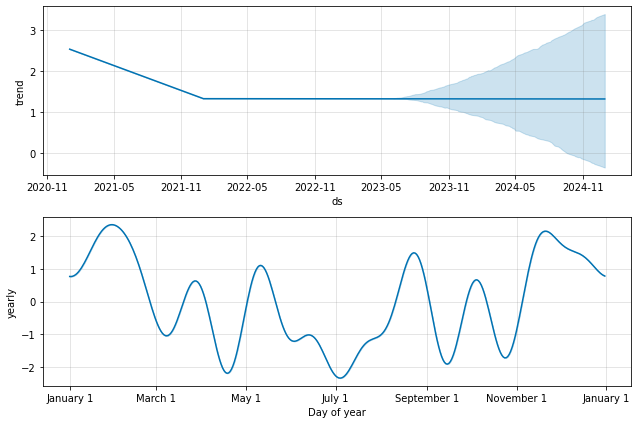 3
2
1
0
trend
2020-11
2021-05
2021-11
2022-05
2022-11
2023-05
2023-11
2024-05
2024-11
ds
2
1
0
−1
−2
yearly
January 1
March 1
May 1
July 1
September 1
November 1
January 1
Day of year